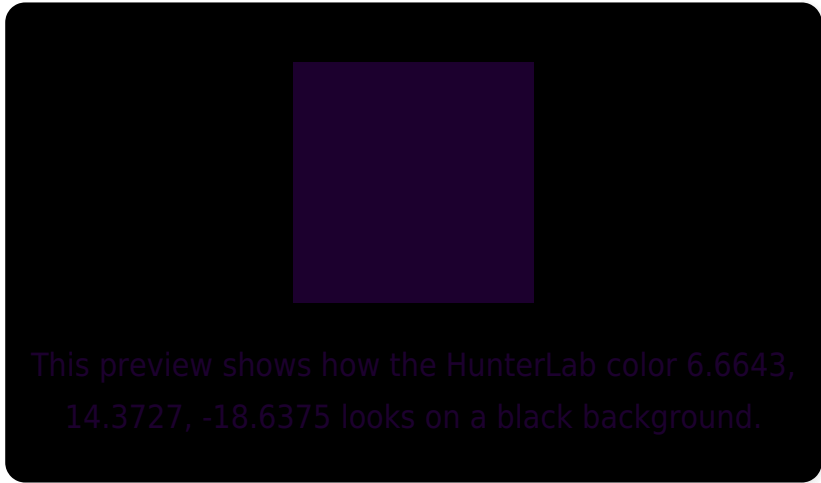 This preview shows how the HunterLab color 6.6643,
14.3727, -18.6375 looks on a black background.